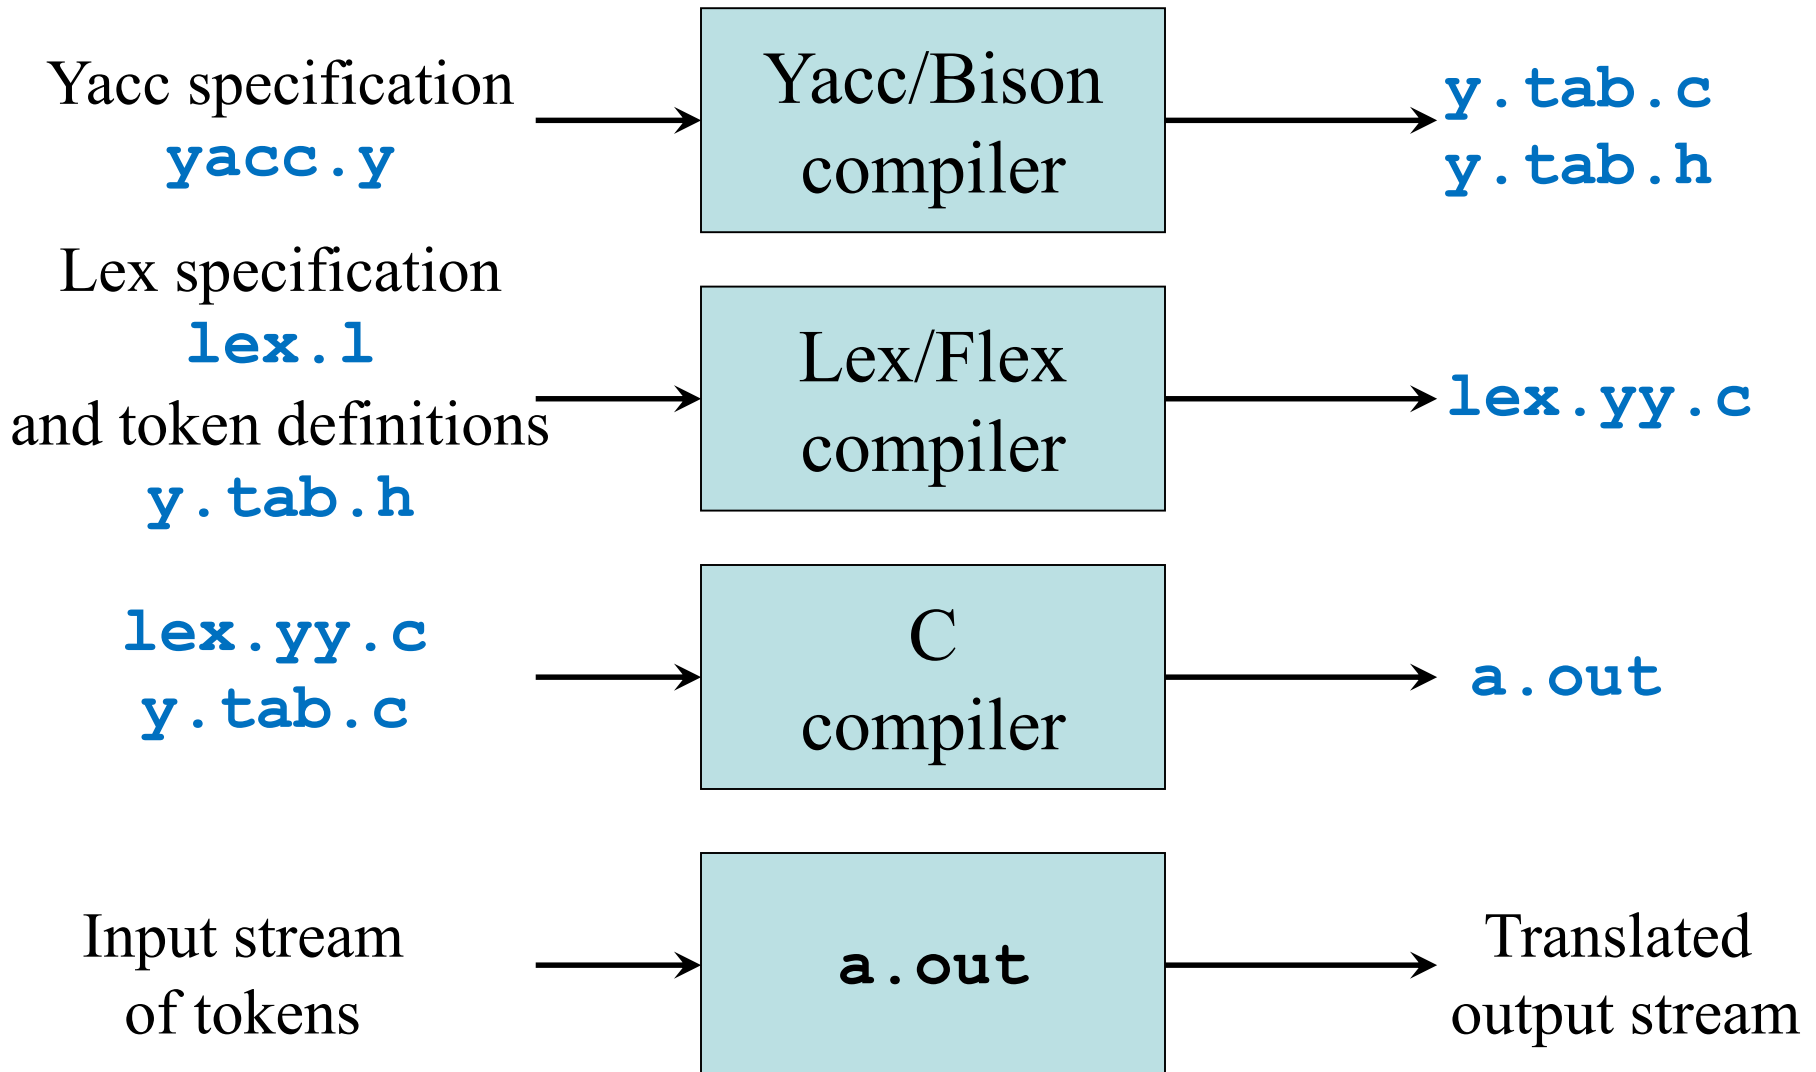 Yacc specification
yacc.y
Yacc/Bison
compiler
y.tab.c
y.tab.h
Lex specification
lex.l
and token definitions
y.tab.h
Lex/Flex
compiler
lex.yy.c
lex.yy.c
y.tab.c
C
compiler
a.out
Input stream
of tokens
a.out
Translated
output stream